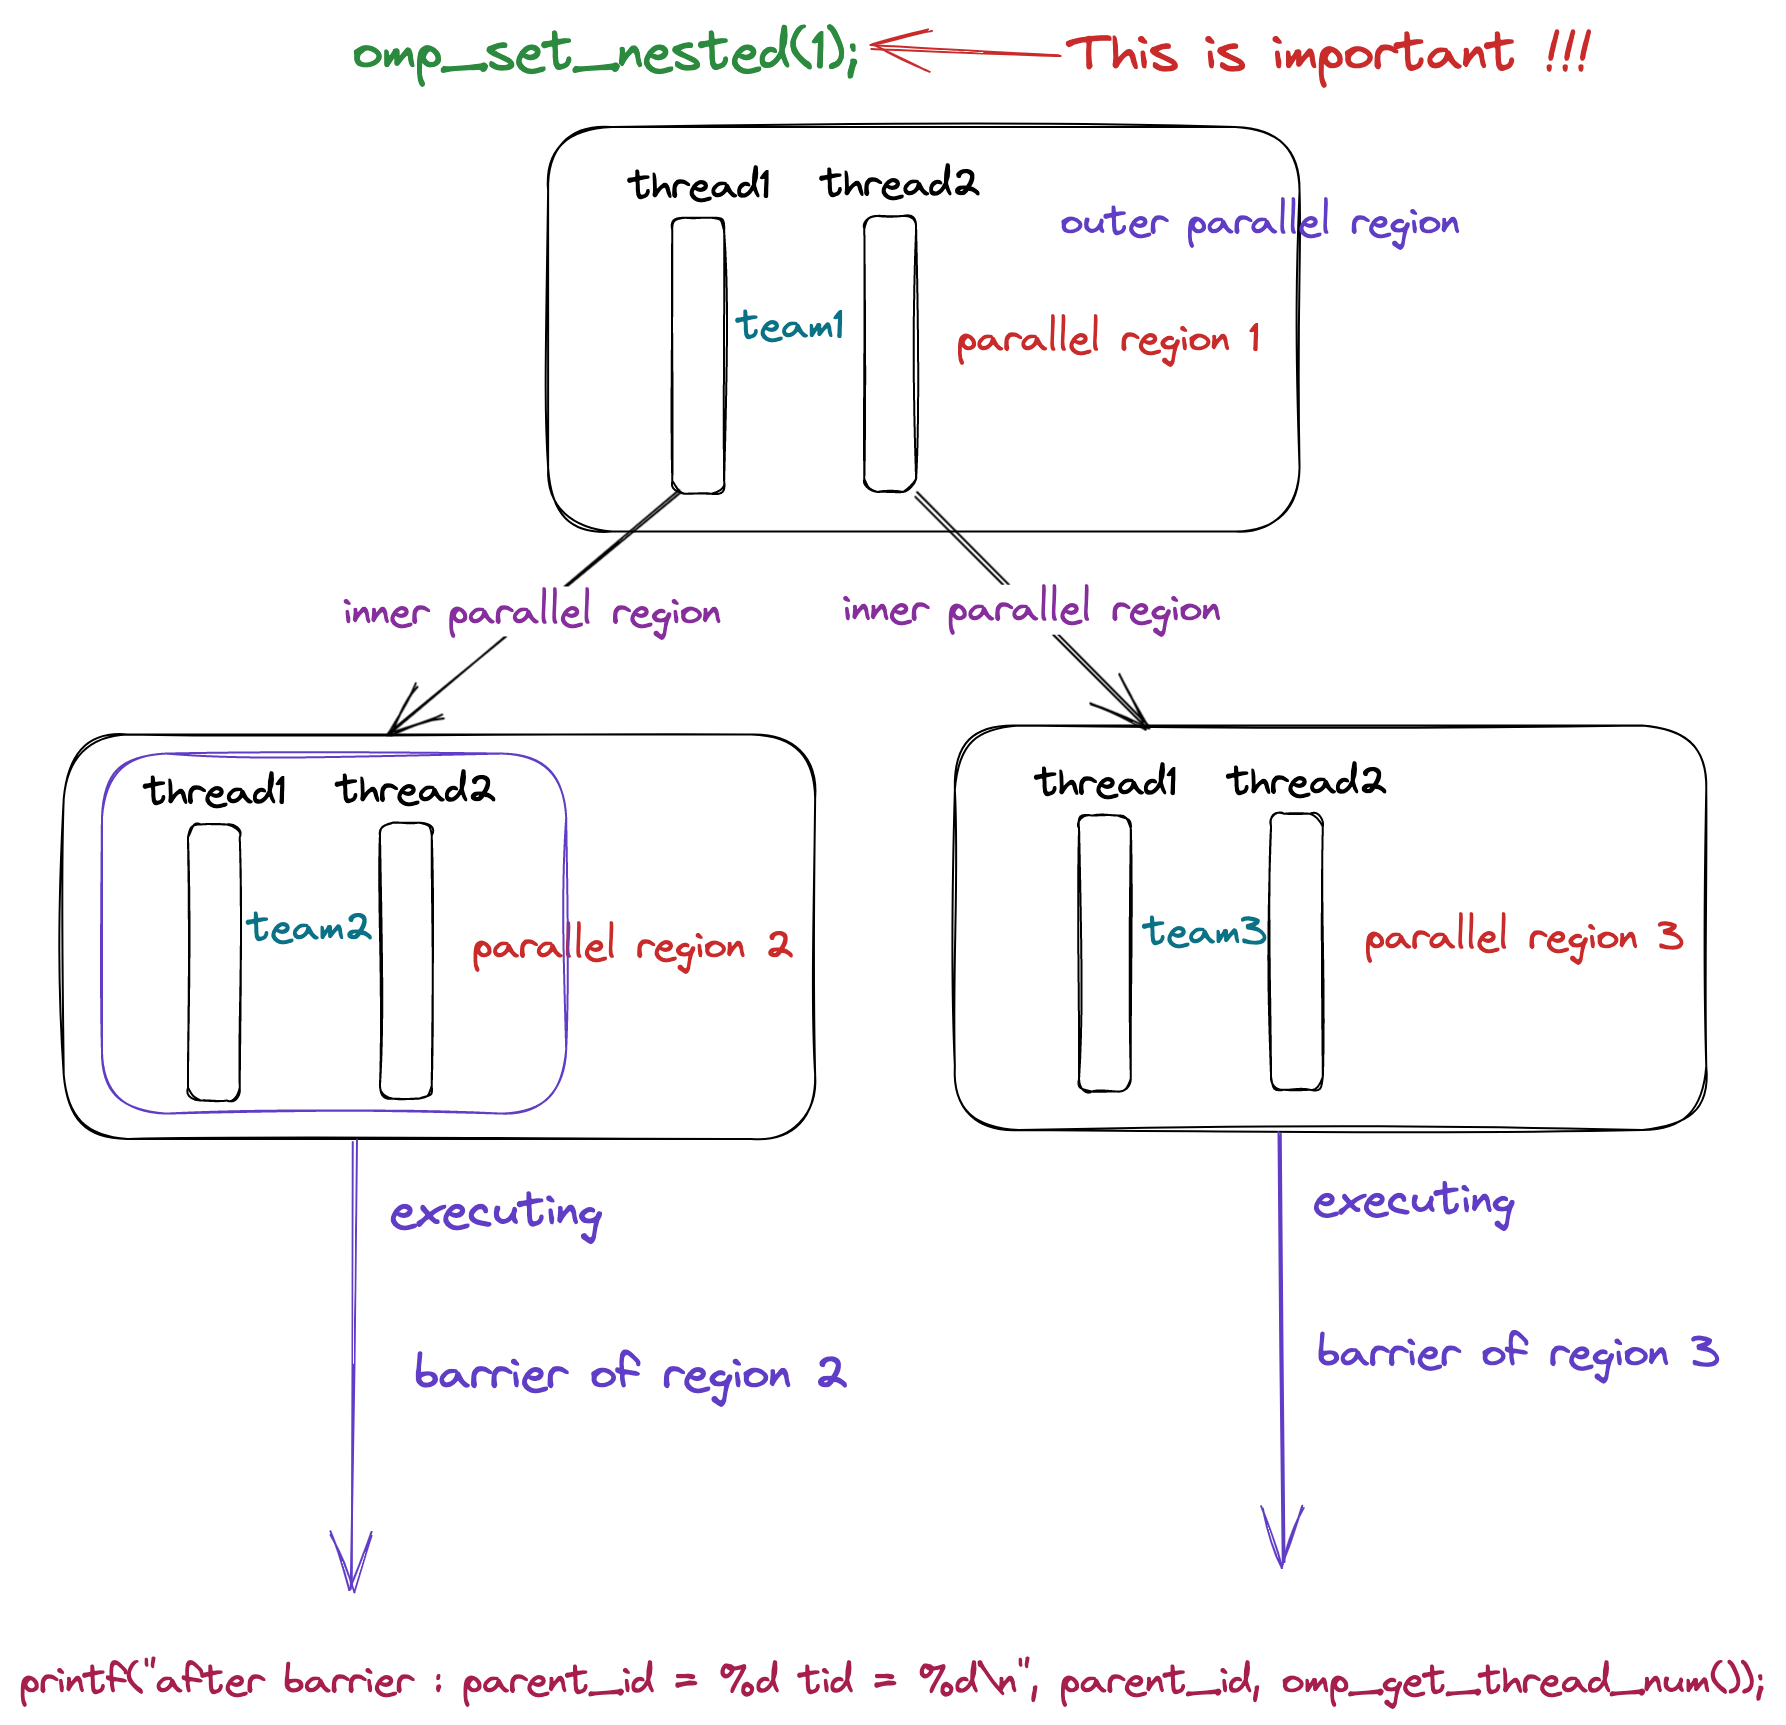 omp_set_nested(1); This is important !!!
thread1 thread2
outer parallel region
team1 parallel region 1
inner parallel region inner parallel region
thread1 thread2 thread1 thread2
team2 parallel region 2 team3 parallel region 3
executing executing
barrier of region 2 barrier of region 3
printf("after barrier : parent_id = %d tid = %d\n", parent_id, omp_get_thread_num());